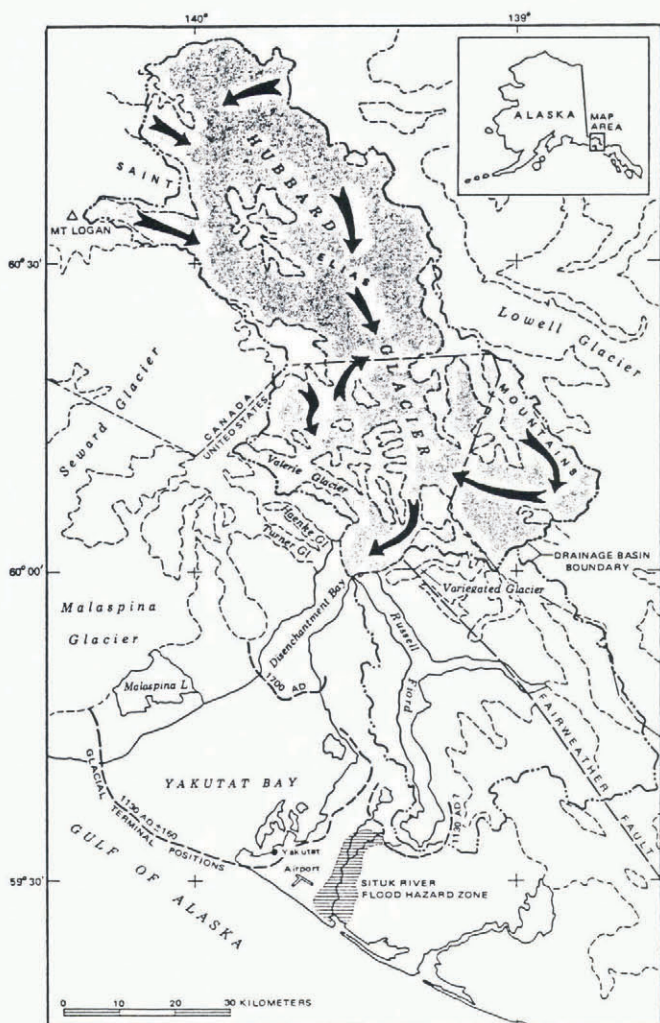 140°
139°
ALASKA
MAP
AREA
HUBBARD
SAINT
MT LOGAN
ELIAS
60°30'
Lowell Glacier
GLACIER
Seward Glacier
CANADA
UNITED STATES
MOUNTAINS
Valerie Glacier
Haenke Gl
Turner Gl
60°00'
DRAINAGE BASIN
BOUNDARY
Variegated Glacier
Malaspina
Glacier
Disenchantment Bay
Russell
Fiord
Malaspina L
1700 AD
FAIRWEATHER
FAULT
YAKUTAT BAY
GLACIAL
TERMINAL POSITIONS
1130 AD ± 160
1130 AD ?
GULF OF ALASKA
Yakutat
Airport
59°30'
SITUK RIVER
FLOOD HAZARD ZONE
0 10 20 30 KILOMETERS